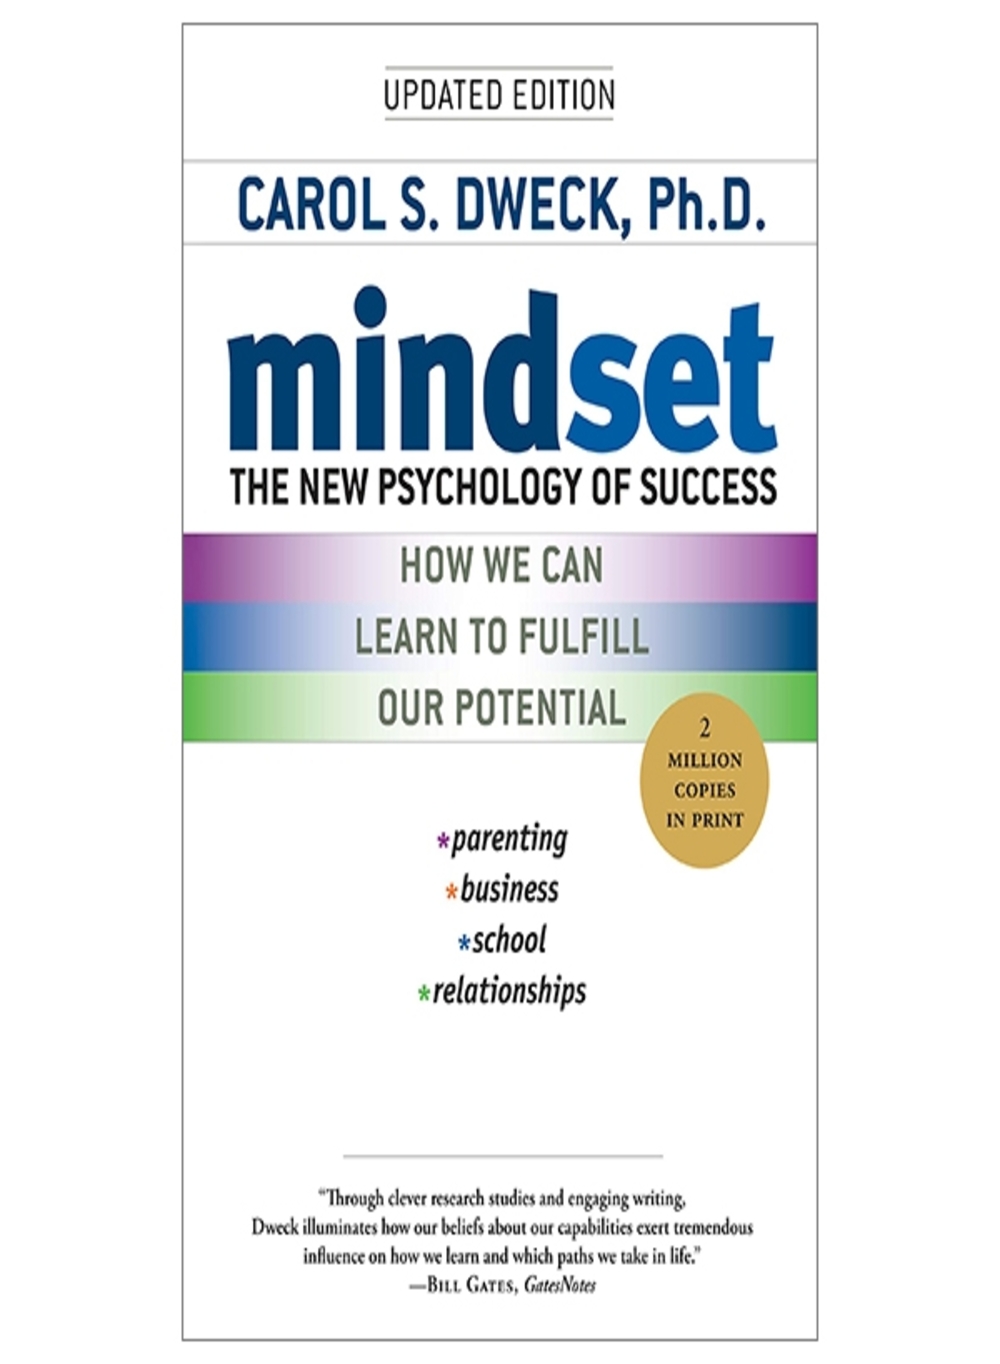 UPDATED EDITION
CAROL S. DWECK, Ph.D.
mindset
THE NEW PSYCHOLOGY OF SUCCESS
HOW WE CAN
LEARN TO FULFILL
OUR POTENTIAL
2
MILLION
COPIES
IN PRINT
*parenting
*business
*school
*relationships
“Through clever research studies and engaging writing,
Dweck illuminates how our beliefs about our capabilities exert tremendous
influence on how we learn and which paths we take in life.”
—BILL GATES, GatesNotes